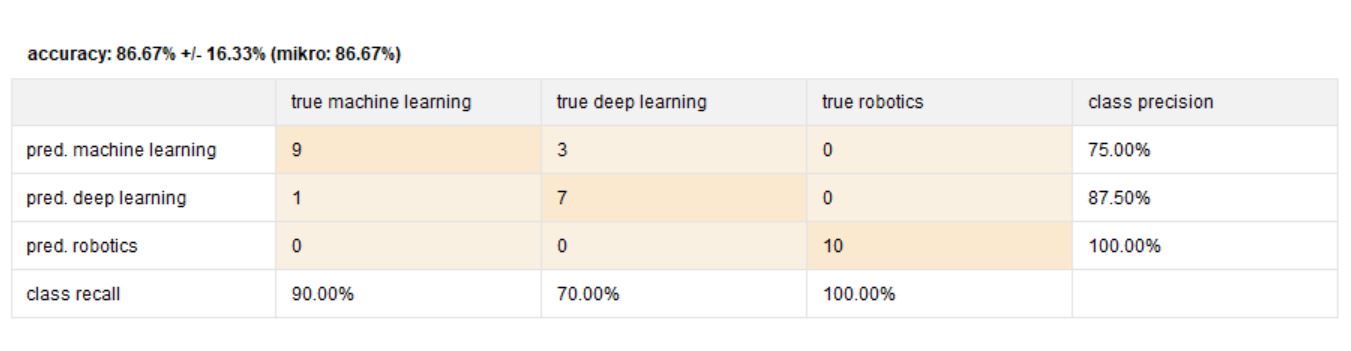 accuracy: 86.67% +/- 16.33% (mikro: 86.67%)
true machine learning true deep learning true robotics class precision
pred. machine learning 9 3 0 75.00%
pred. deep learning 1 7 0 87.50%
pred. robotics 0 0 10 100.00%
class recall 90.00% 70.00% 100.00%